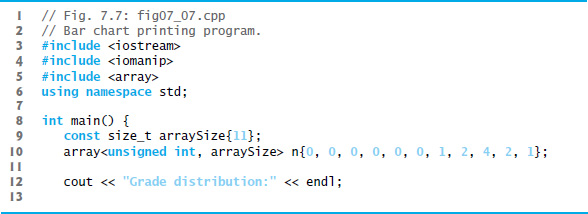 1 // Fig. 7.7: fig07_07.cpp
2 // Bar chart printing program.
3 #include <iostream>
4 #include <iomanip>
5 #include <array>
6 using namespace std;
7
8 int main() {
9 const size_t arraySize{11};
10 array<unsigned int, arraySize> n{0, 0, 0, 0, 0, 0, 1, 2, 4, 2, 1};
11
12 cout << "Grade distribution:" << endl;
13